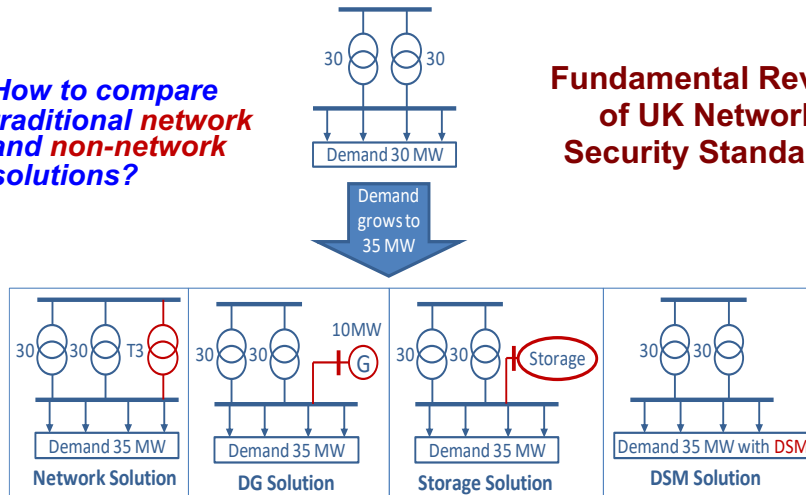 How to compare
traditional network
and non-network
solutions?
30
30
Demand 30 MW
Fundamental Rev
of UK Network
Security Standa
Demand
grows to
35 MW
30
30
T3
Demand 35 MW
Network Solution
30
30
10MW
G
Demand 35 MW
DG Solution
30
30
Storage
Demand 35 MW
Storage Solution
30
30
Demand 35 MW with DSM
DSM Solution